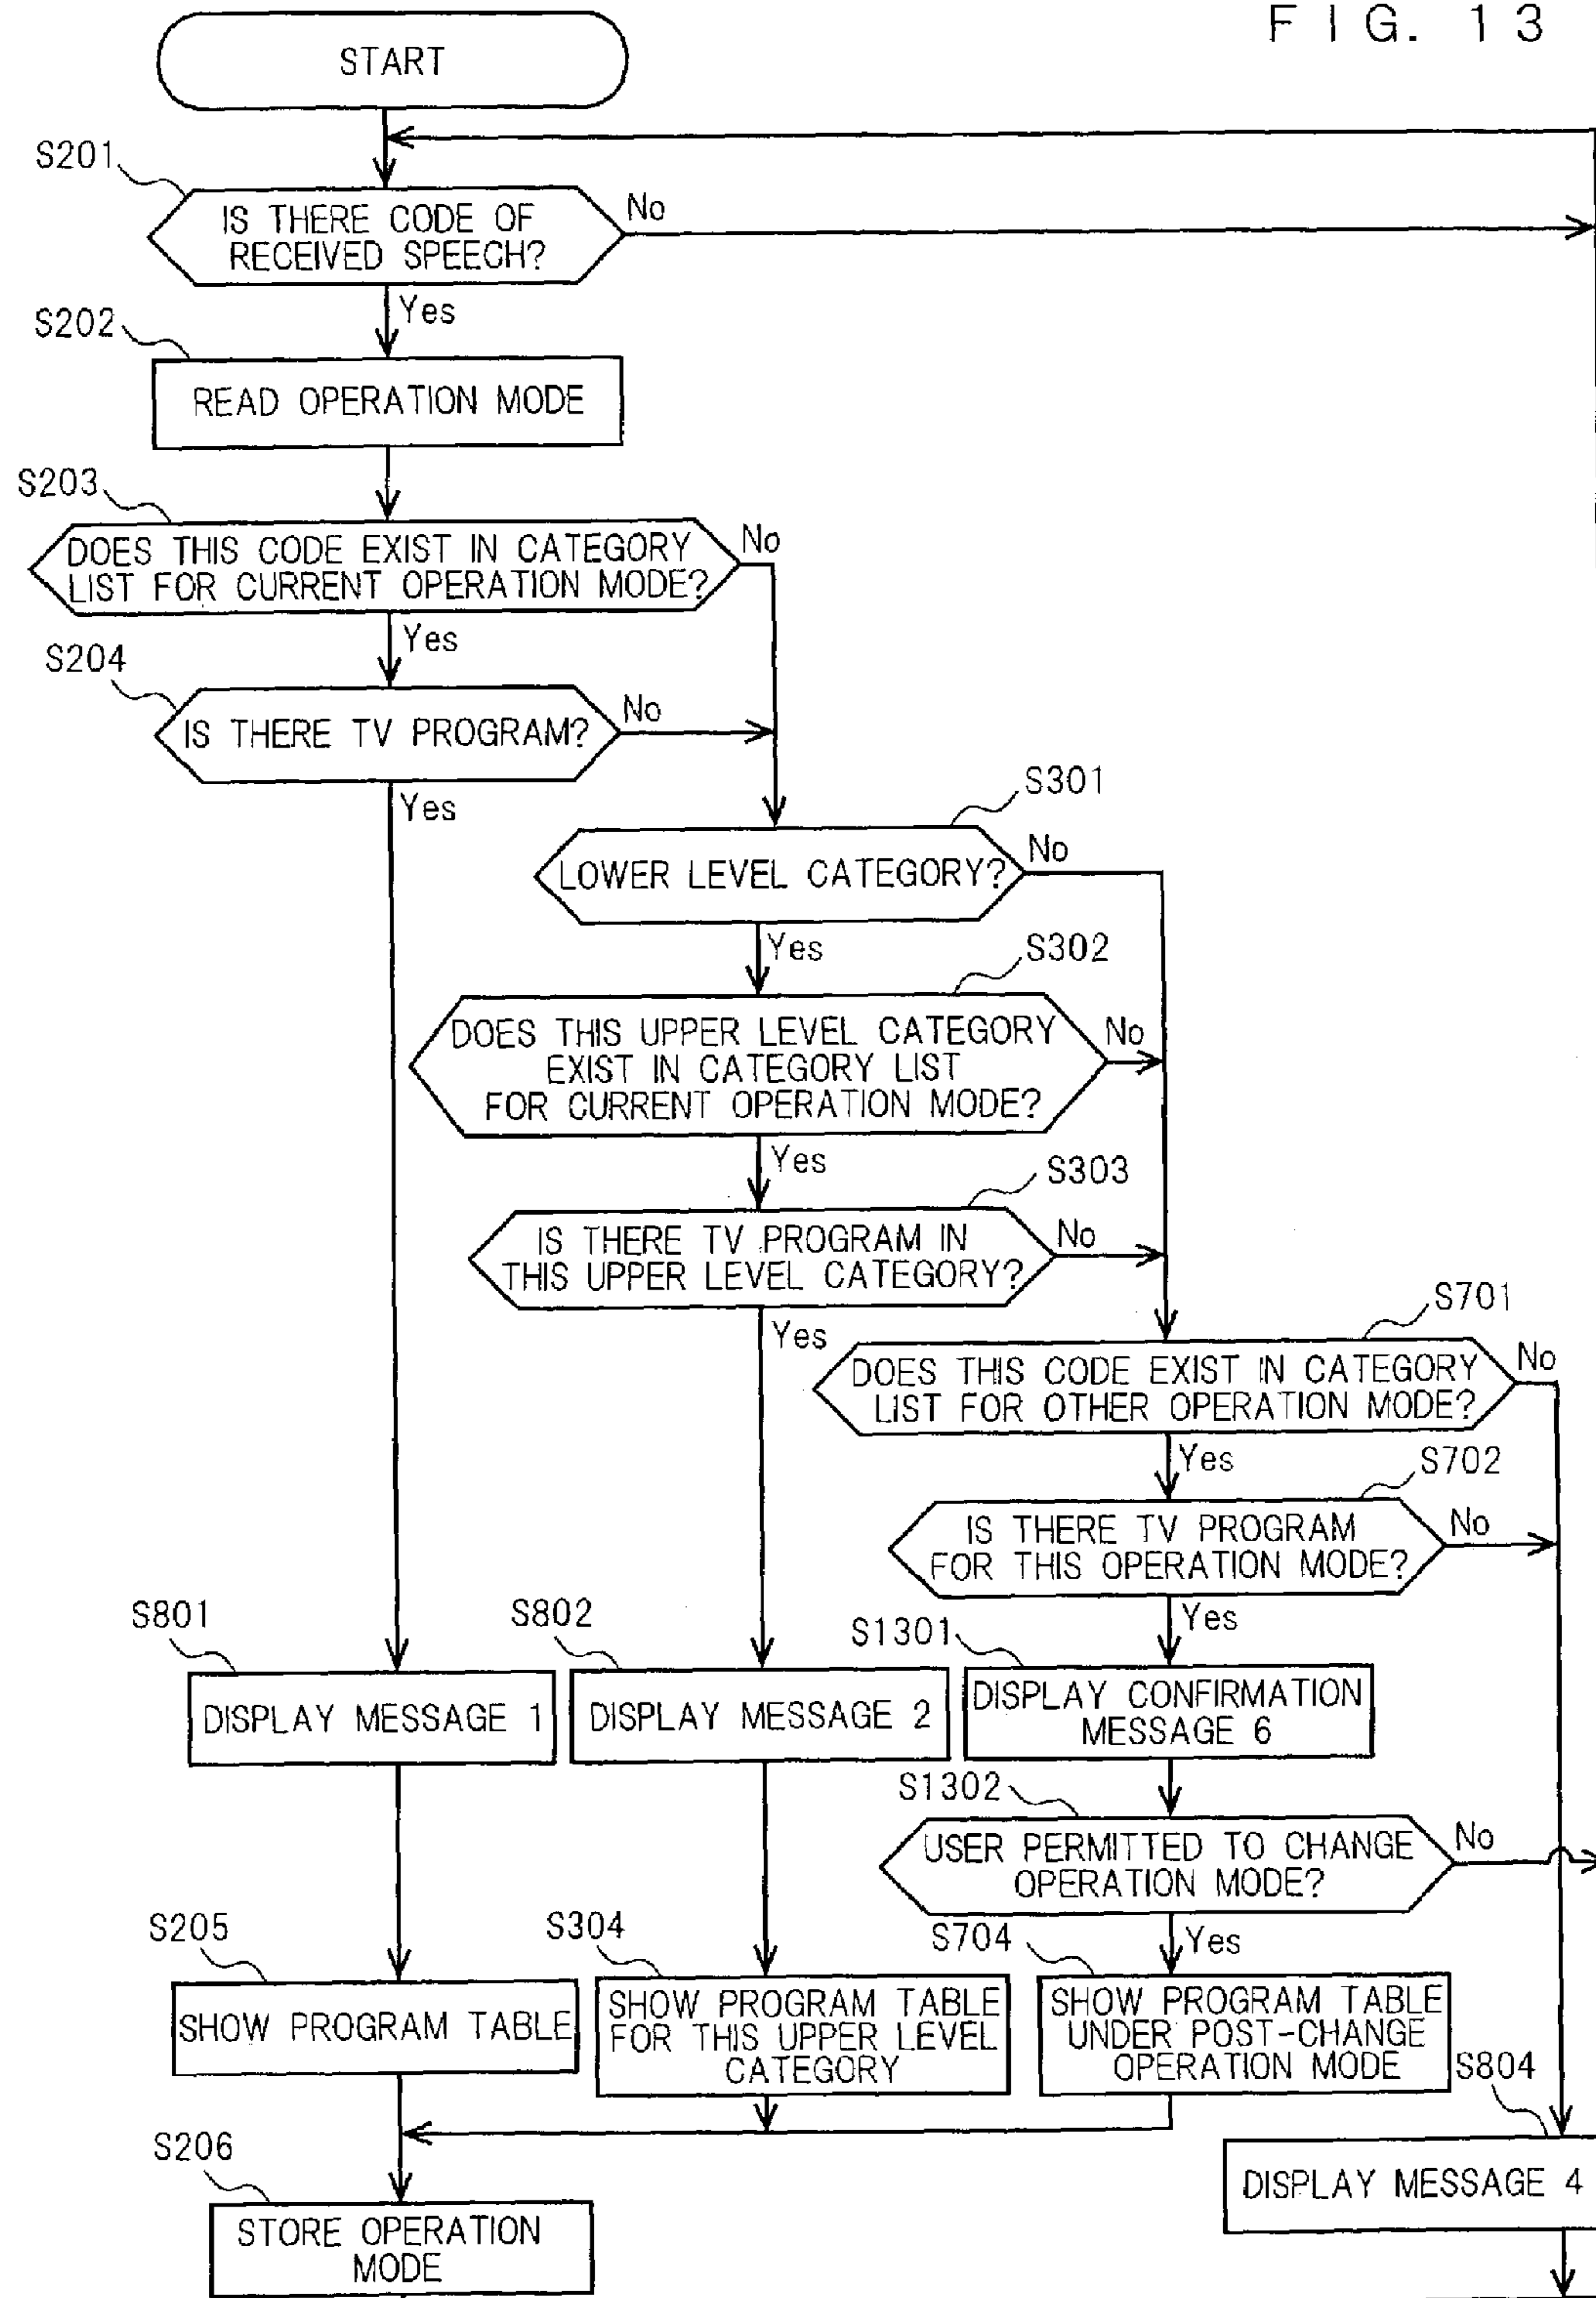 FIG. 13
START
S201
IS THERE CODE OF
RECEIVED SPEECH?
No
Yes
S202
READ OPERATION MODE
S203
DOES THIS CODE EXIST IN CATEGORY
LIST FOR CURRENT OPERATION MODE?
No
Yes
S204
IS THERE TV PROGRAM?
No
Yes
S301
LOWER LEVEL CATEGORY?
No
Yes
S302
DOES THIS UPPER LEVEL CATEGORY
EXIST IN CATEGORY LIST
FOR CURRENT OPERATION MODE?
No
Yes
S303
IS THERE TV PROGRAM IN
THIS UPPER LEVEL CATEGORY?
No
Yes
S701
DOES THIS CODE EXIST IN CATEGORY
LIST FOR OTHER OPERATION MODE?
No
Yes
S702
IS THERE TV PROGRAM
FOR THIS OPERATION MODE?
No
Yes
S801
DISPLAY MESSAGE 1
S802
DISPLAY MESSAGE 2
S1301
DISPLAY CONFIRMATION
MESSAGE 6
S1302
USER PERMITTED TO CHANGE
OPERATION MODE?
No
Yes
S205
SHOW PROGRAM TABLE
S304
SHOW PROGRAM TABLE
FOR THIS UPPER LEVEL
CATEGORY
S704
SHOW PROGRAM TABLE
UNDER POST-CHANGE
OPERATION MODE
S804
DISPLAY MESSAGE 4
S206
STORE OPERATION
MODE